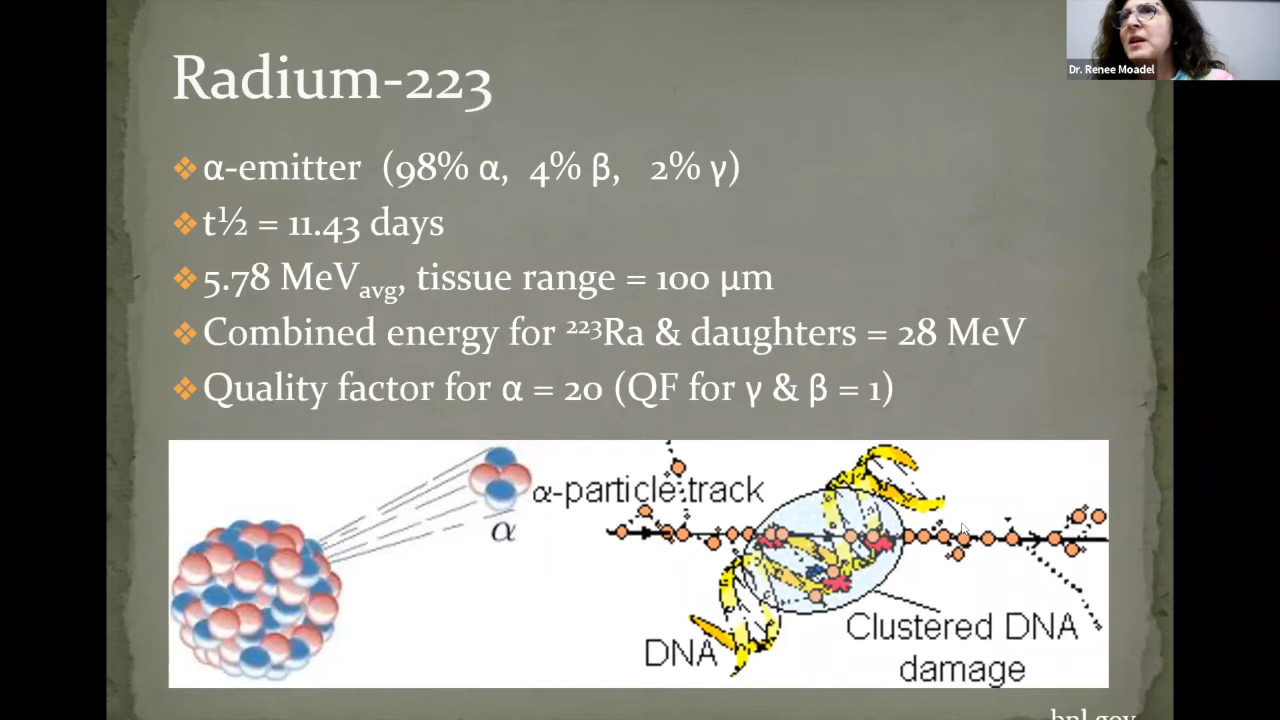 Dr. Renee Moadel
Radium-223
α-emitter (98% α, 4% β, 2% γ)
t½ = 11.43 days
5.78 MeVavg, tissue range = 100 μm
Combined energy for ²²³Ra & daughters = 28 MeV
Quality factor for α = 20 (QF for γ & β = 1)
α-particle track
α
DNA
Clustered DNA
damage
bnl.gov